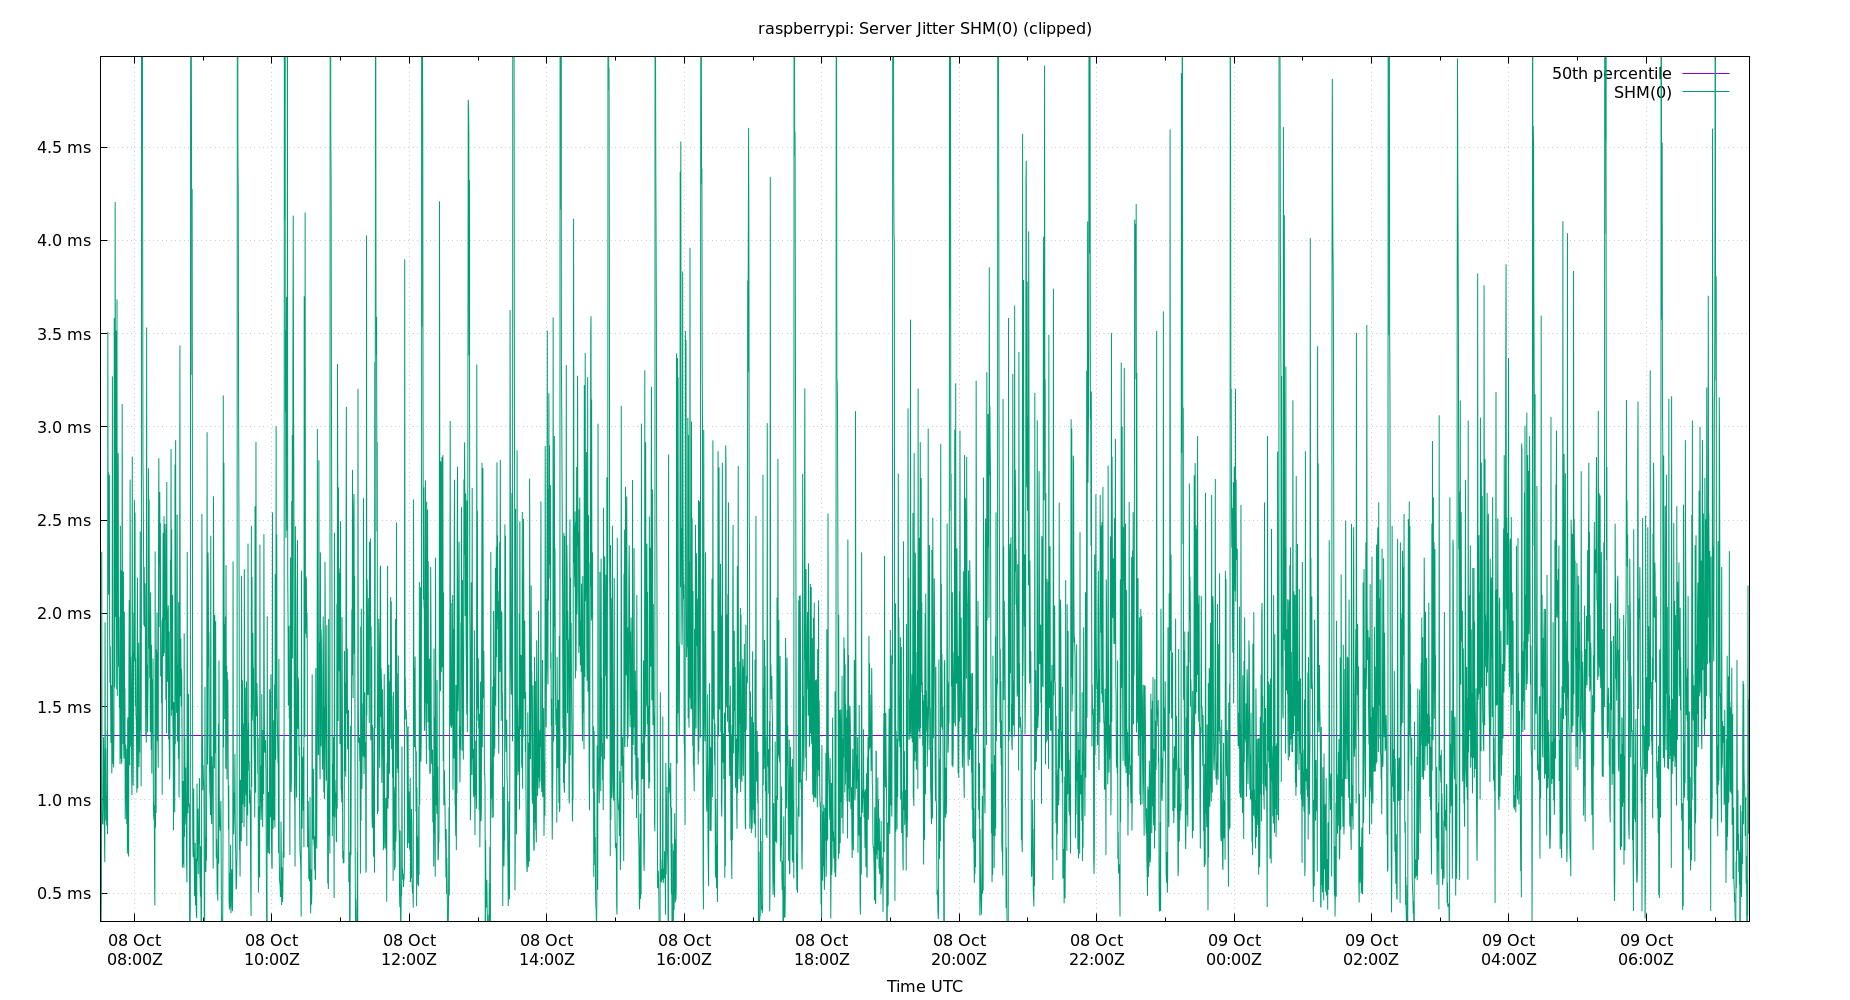 raspberrypi: Server Jitter SHM(0) (clipped)
50th percentile
SHM(0)
4.5 ms
4.0 ms
3.5 ms
3.0 ms
2.5 ms
2.0 ms
1.5 ms
1.0 ms
0.5 ms
08 Oct 08 Oct 08 Oct 08 Oct 08 Oct 08 Oct 08 Oct 08 Oct 09 Oct 09 Oct 09 Oct 09 Oct
08:00Z 10:00Z 12:00Z 14:00Z 16:00Z 18:00Z 20:00Z 22:00Z 00:00Z 02:00Z 04:00Z 06:00Z
Time UTC